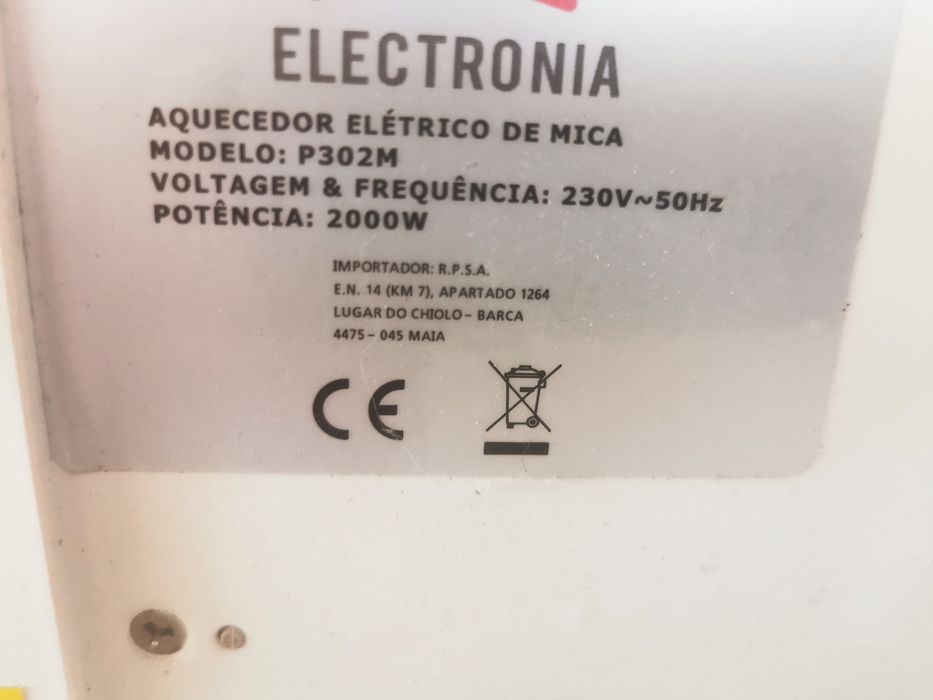 ELECTRONIA
AQUECEDOR ELÉTRICO DE MICA
MODELO: P302M
VOLTAGEM & FREQUÊNCIA: 230V~50Hz
POTÊNCIA: 2000W
IMPORTADOR: R.P.S.A.
E.N. 14 (KM 7), APARTADO 1264
LUGAR DO CHIOLO - BARCA
4475 - 045 MAIA
CE